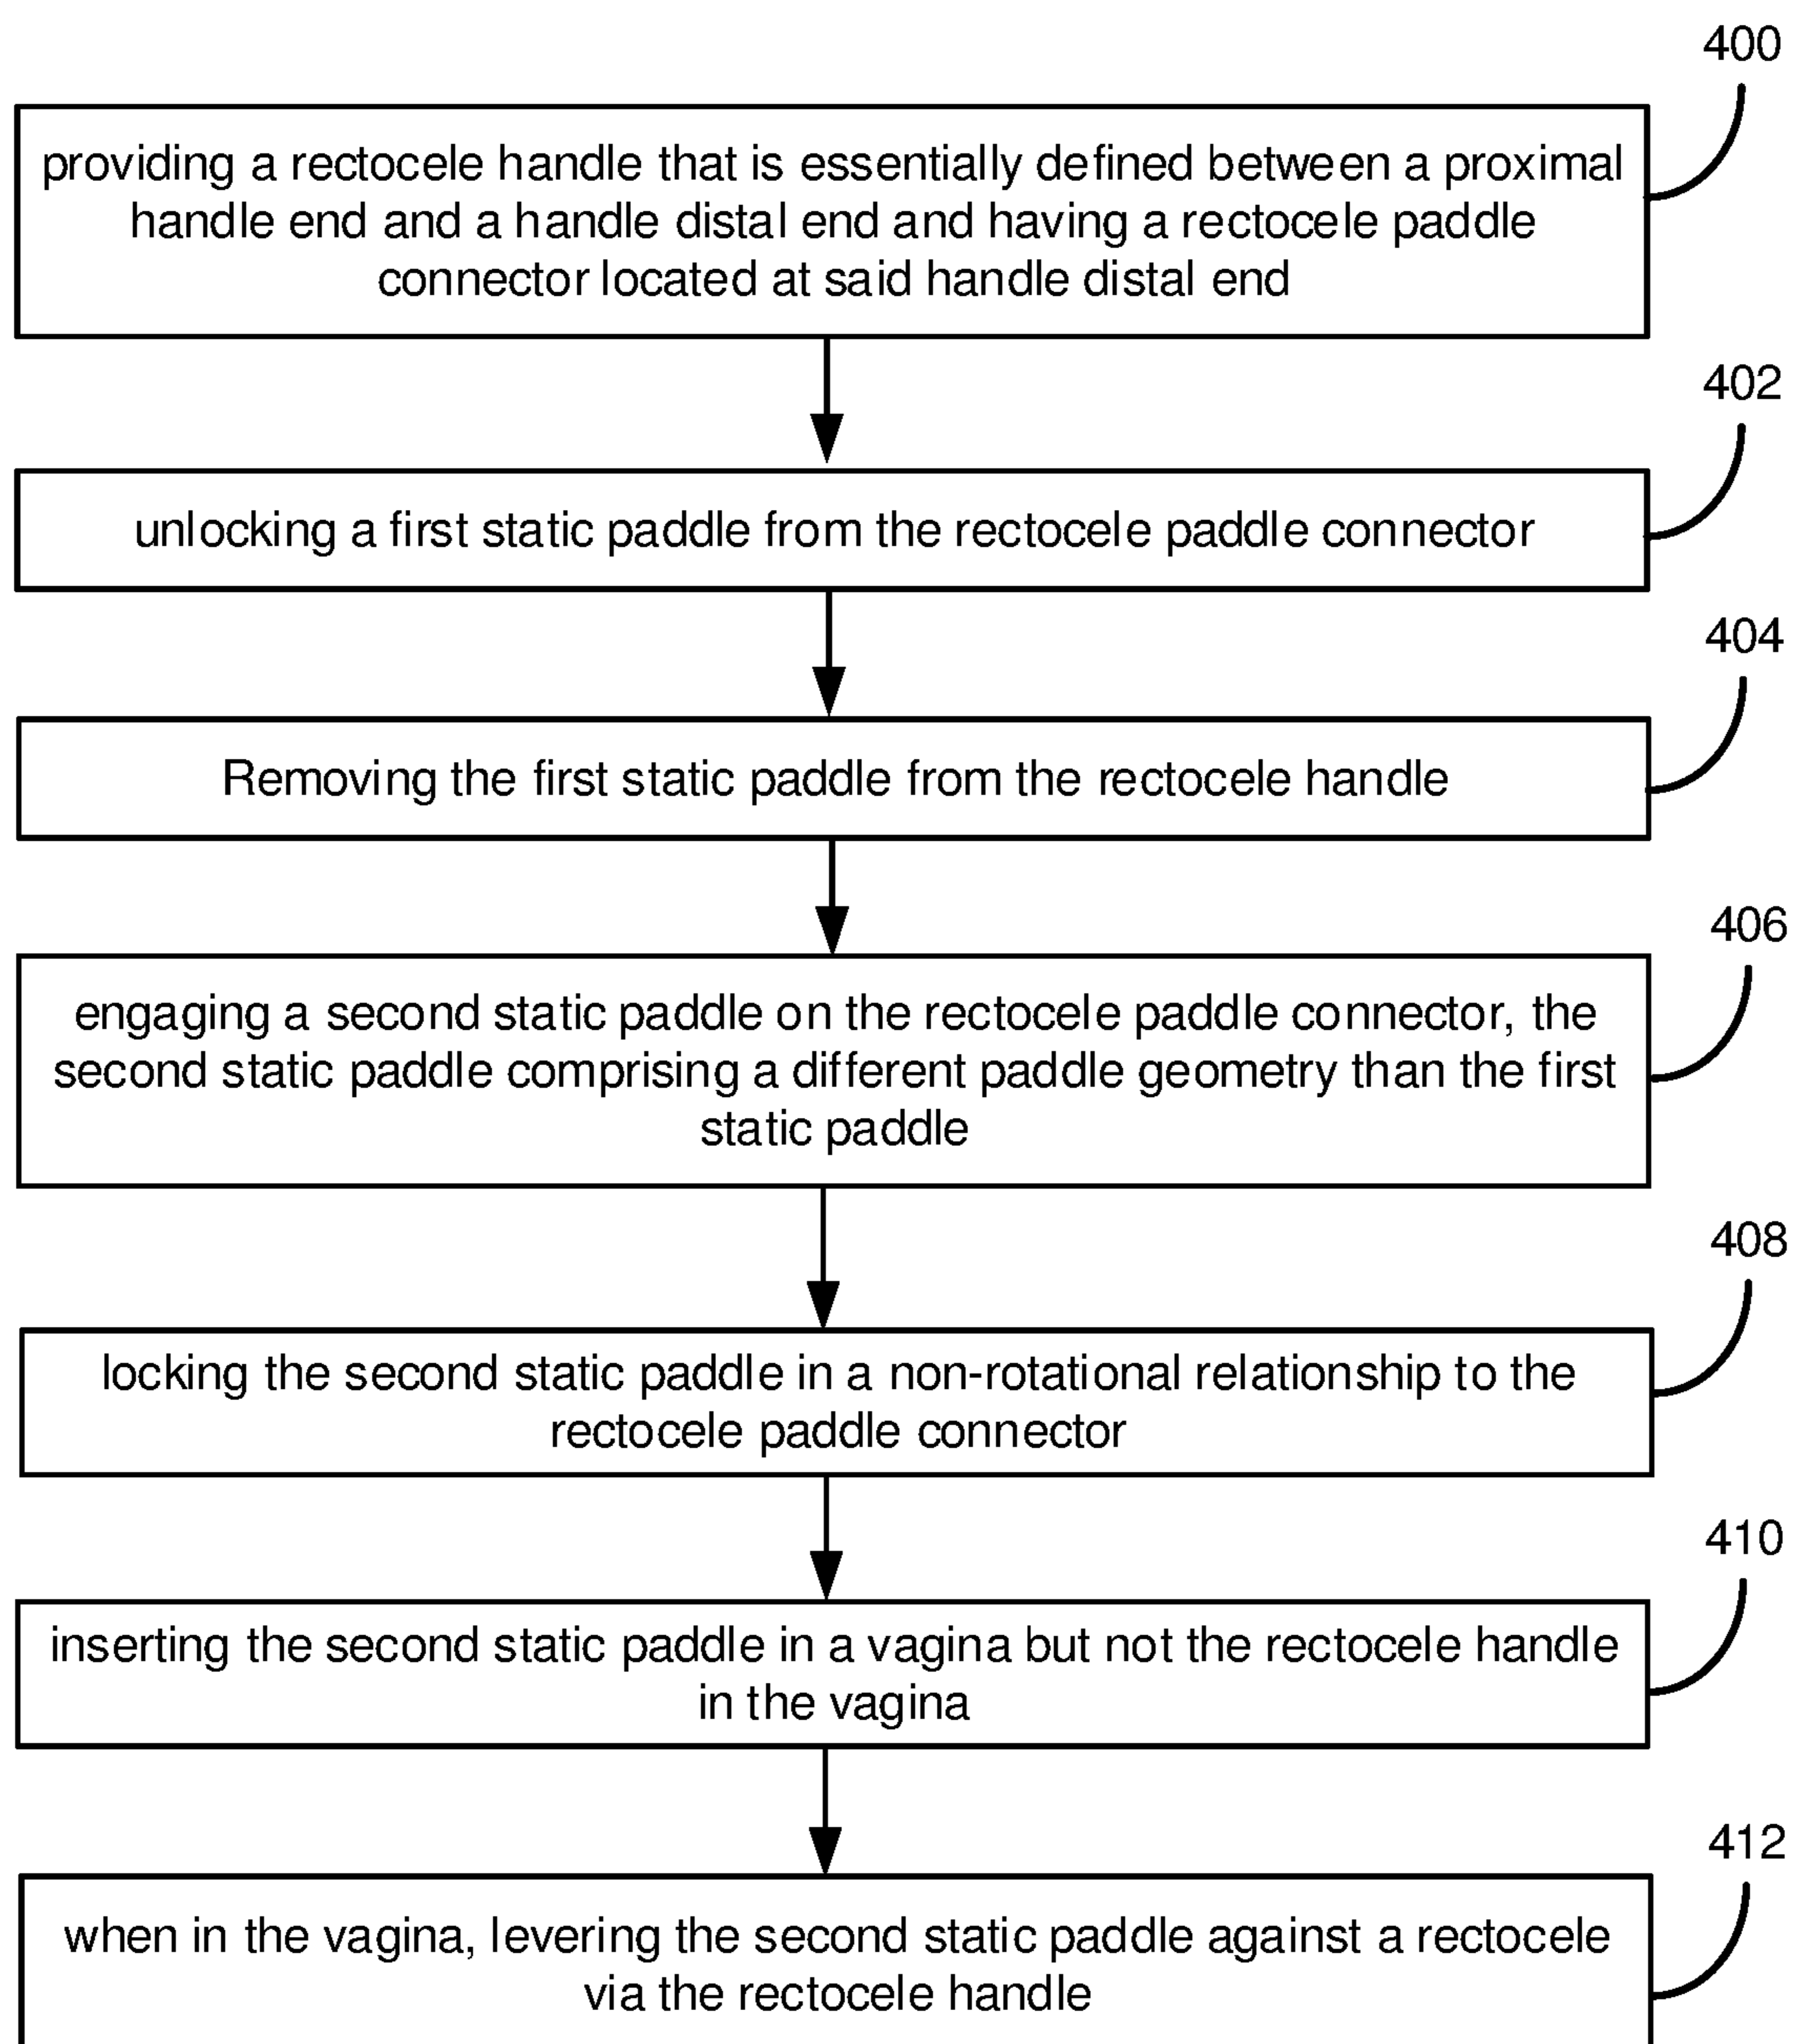 400
providing a rectocele handle that is essentially defined between a proximal
handle end and a handle distal end and having a rectocele paddle
connector located at said handle distal end
402
unlocking a first static paddle from the rectocele paddle connector
404
Removing the first static paddle from the rectocele handle
406
engaging a second static paddle on the rectocele paddle connector, the
second static paddle comprising a different paddle geometry than the first
static paddle
408
locking the second static paddle in a non-rotational relationship to the
rectocele paddle connector
410
inserting the second static paddle in a vagina but not the rectocele handle
in the vagina
412
when in the vagina, levering the second static paddle against a rectocele
via the rectocele handle